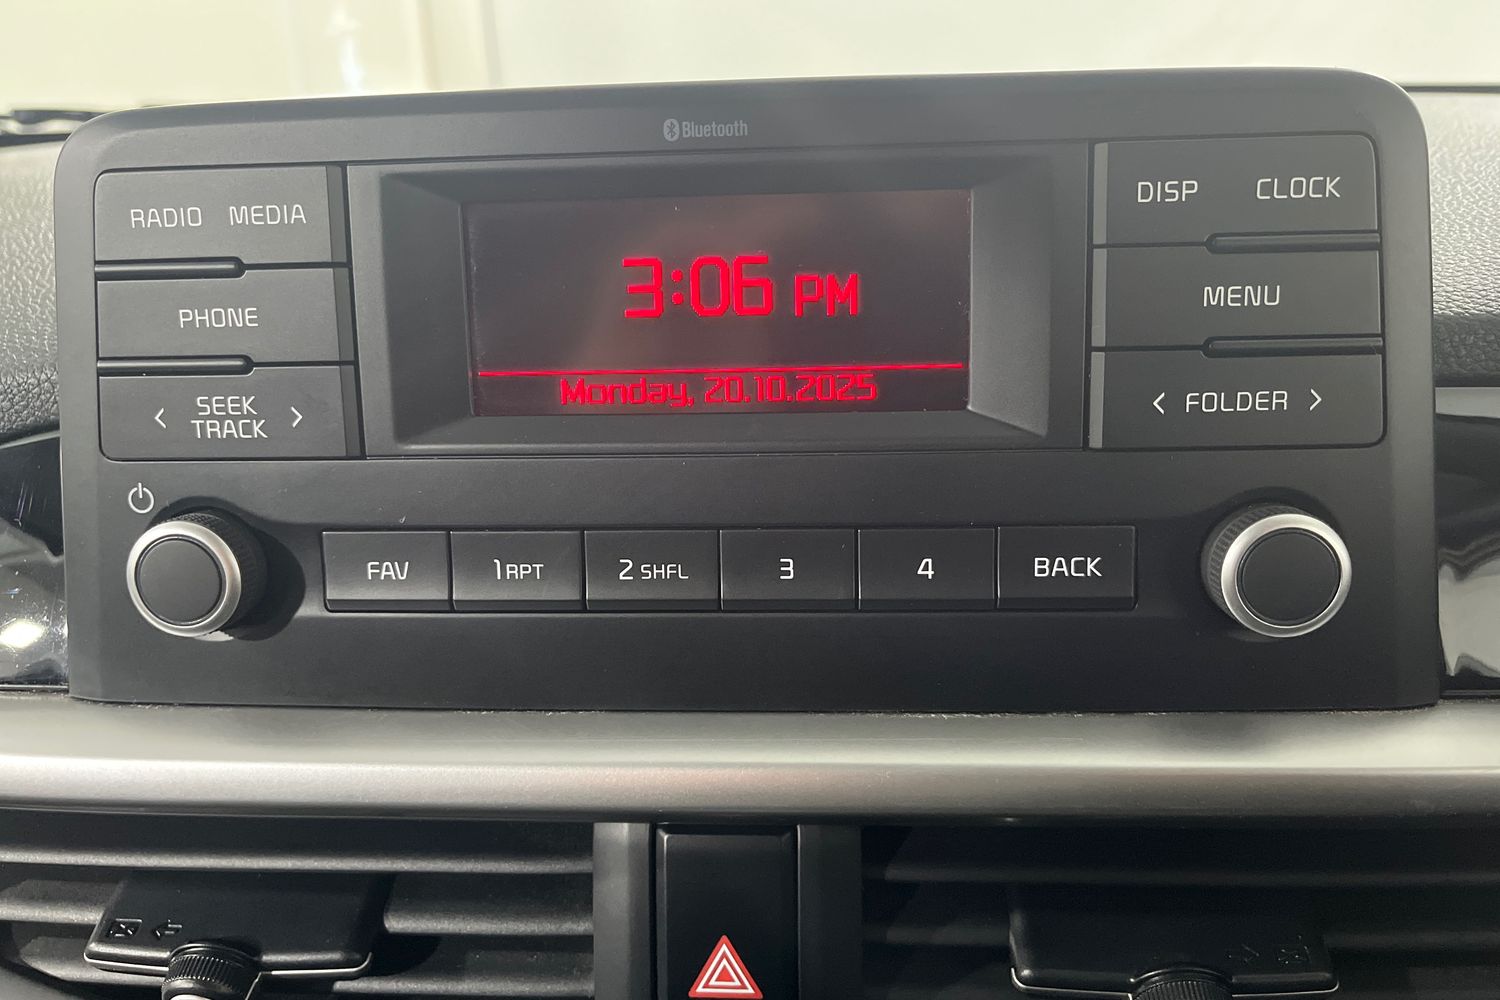 Bluetooth
RADIO MEDIA
DISP CLOCK
3:06 PM
PHONE
MENU
Monday, 20.10.2025
SEEK
TRACK
FOLDER
FAV
1 RPT
2 SHFL
3
4
BACK